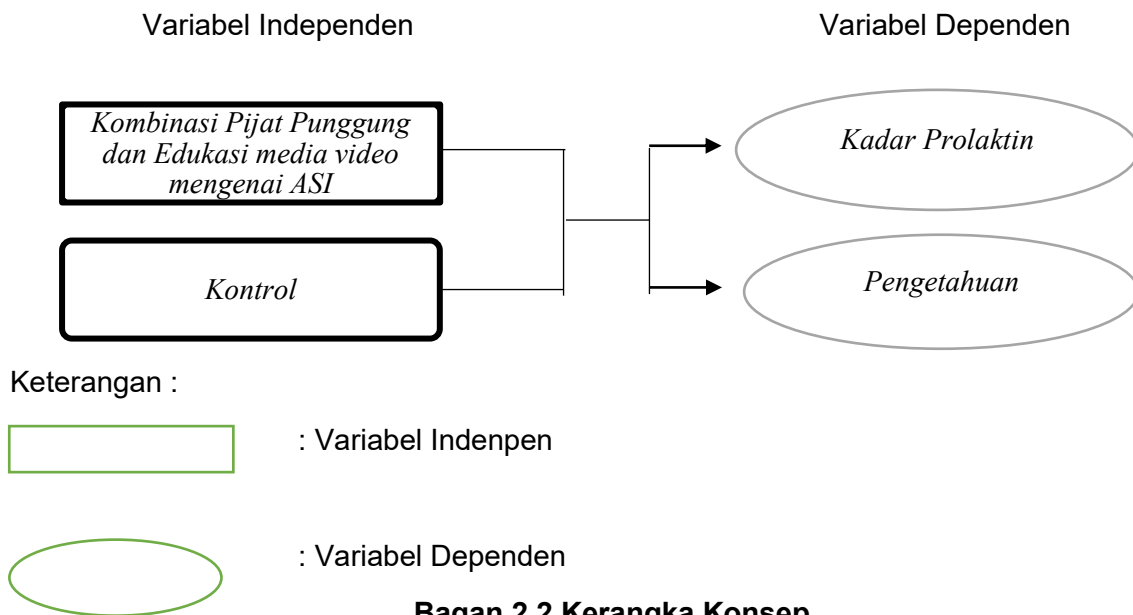 Variabel Independen
Variabel Dependen
Kombinasi Pijat Punggung
dan Edukasi media video
mengenai ASI
Kadar Prolaktin
Kontrol
Pengetahuan
Keterangan :
: Variabel Indenpen
: Variabel Dependen
Bagan 2.2 Kerangka Konsep